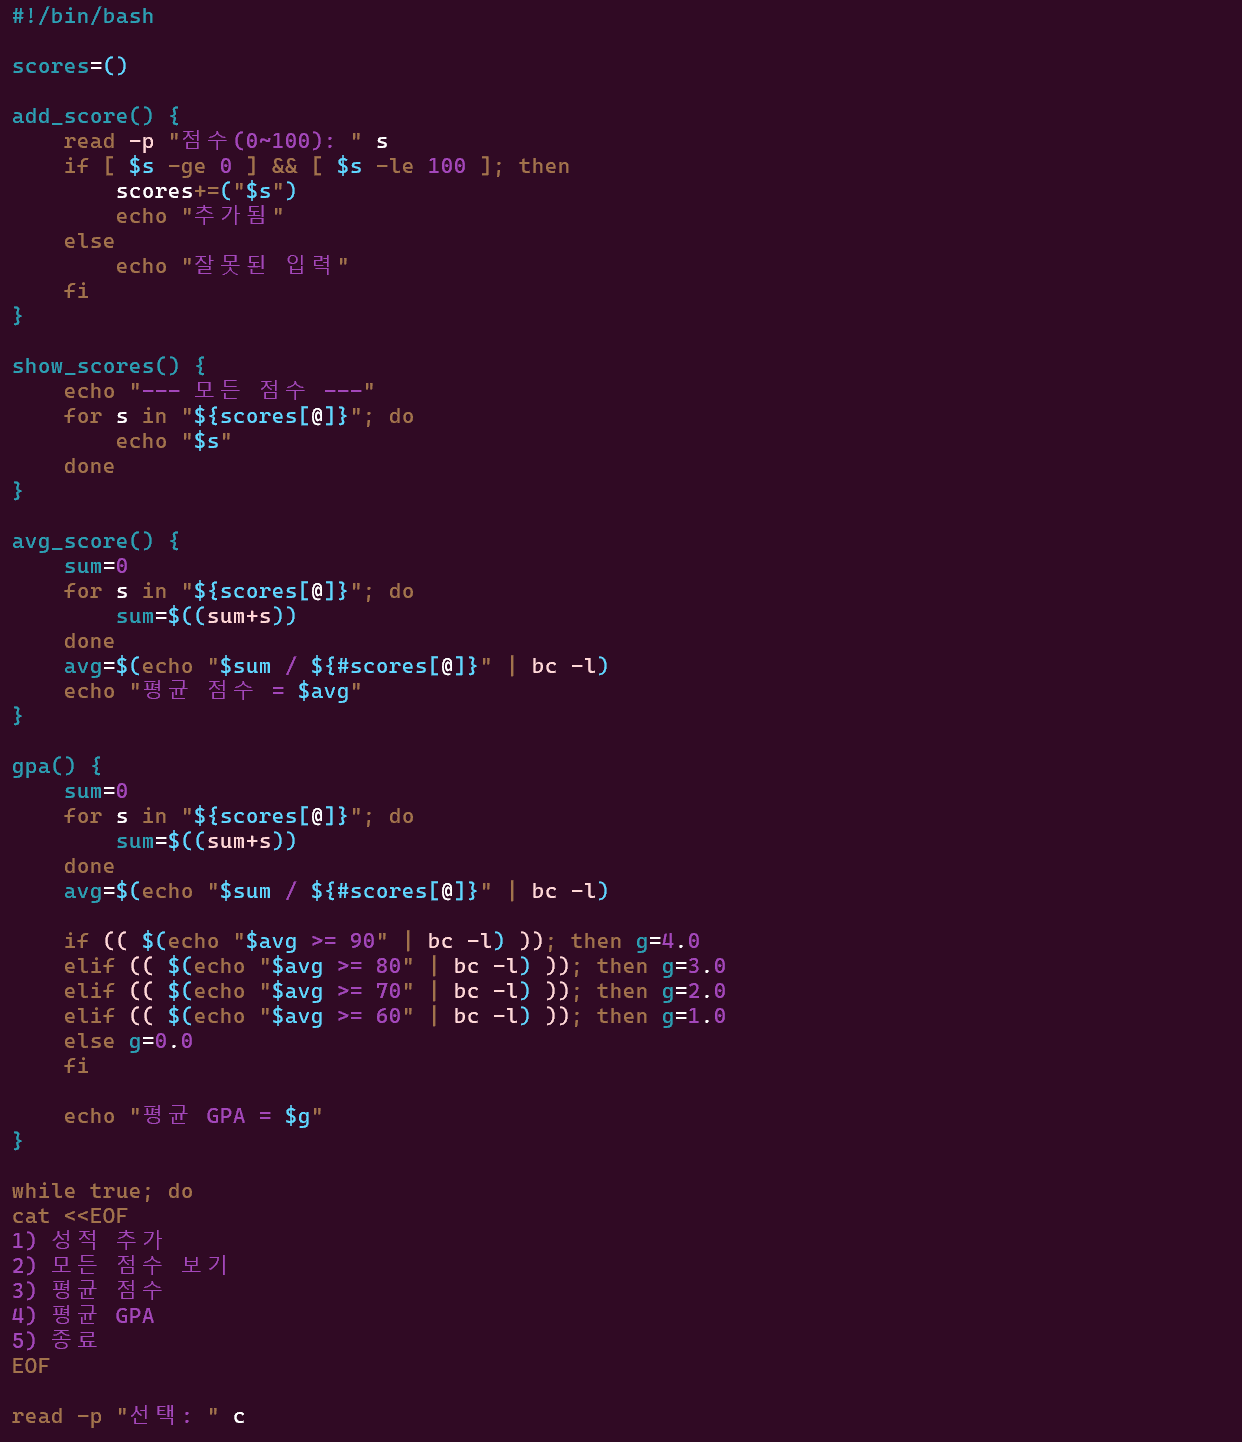 #!/bin/bash

scores=()

add_score() {
    read -p "점수(0~100): " s
    if [ $s -ge 0 ] && [ $s -le 100 ]; then
        scores+=("$s")
        echo "추가됨"
    else
        echo "잘못된 입력"
    fi
}

show_scores() {
    echo "--- 모든 점수 ---"
    for s in "${scores[@]}"; do
        echo "$s"
    done
}

avg_score() {
    sum=0
    for s in "${scores[@]}"; do
        sum=$((sum+s))
    done
    avg=$(echo "$sum / ${#scores[@]}" | bc -l)
    echo "평균 점수 = $avg"
}

gpa() {
    sum=0
    for s in "${scores[@]}"; do
        sum=$((sum+s))
    done
    avg=$(echo "$sum / ${#scores[@]}" | bc -l)

    if (( $(echo "$avg >= 90" | bc -l) )); then g=4.0
    elif (( $(echo "$avg >= 80" | bc -l) )); then g=3.0
    elif (( $(echo "$avg >= 70" | bc -l) )); then g=2.0
    elif (( $(echo "$avg >= 60" | bc -l) )); then g=1.0
    else g=0.0
    fi

    echo "평균 GPA = $g"
}

while true; do
cat <<EOF
1) 성적 추가
2) 모든 점수 보기
3) 평균 점수
4) 평균 GPA
5) 종료
EOF

read -p "선택: " c